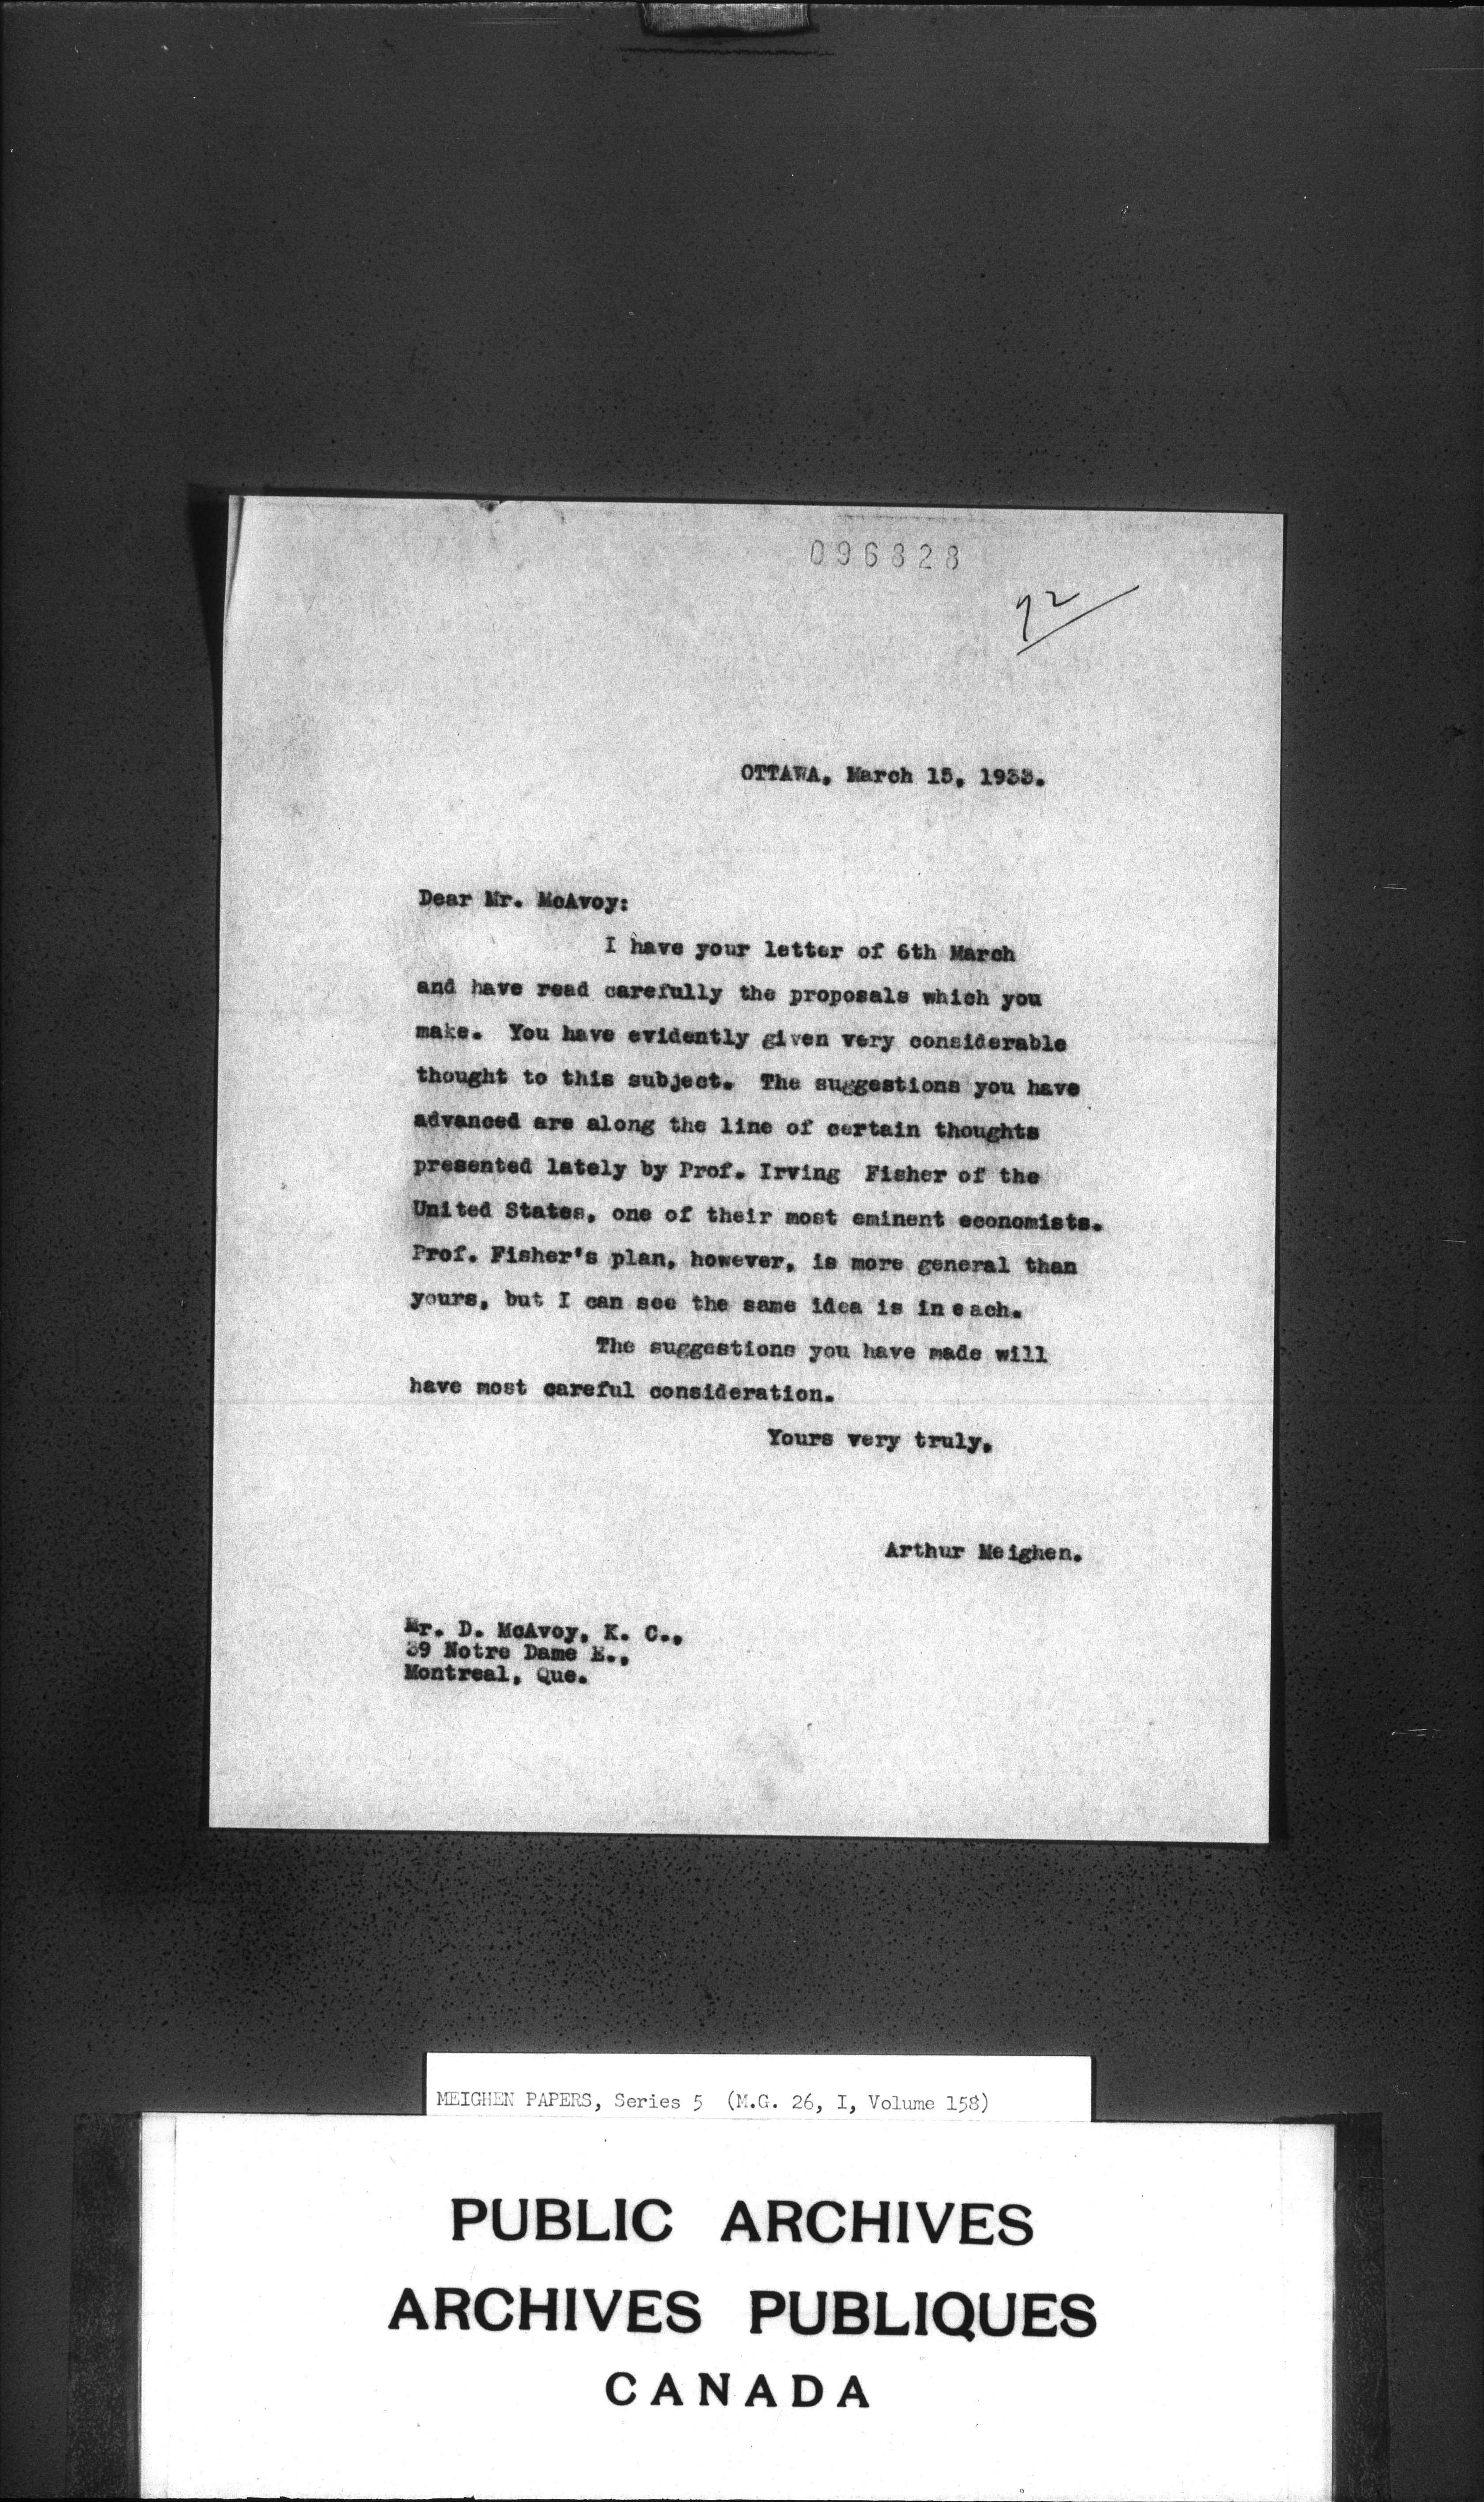 096828
72
OTTAWA, March 15, 1933.
Dear Mr. McAvoy:
I have your letter of 6th March
and have read carefully the proposals which you
make. You have evidently given very considerable
thought to this subject. The suggestions you have
advanced are along the line of certain thoughts
presented lately by Prof. Irving Fisher of the
United States, one of their most eminent economists.
Prof. Fisher's plan, however, is more general than
yours, but I can see the same idea is in each.
The suggestions you have made will
have most careful consideration.
Yours very truly,
Arthur Meighen.
Mr. D. McAvoy, K. C.,
39 Notre Dame E.,
Montreal, Que.
MEIGHEN PAPERS, Series 5 (M.G. 26, I, Volume 158)
PUBLIC ARCHIVES
ARCHIVES PUBLIQUES
CANADA